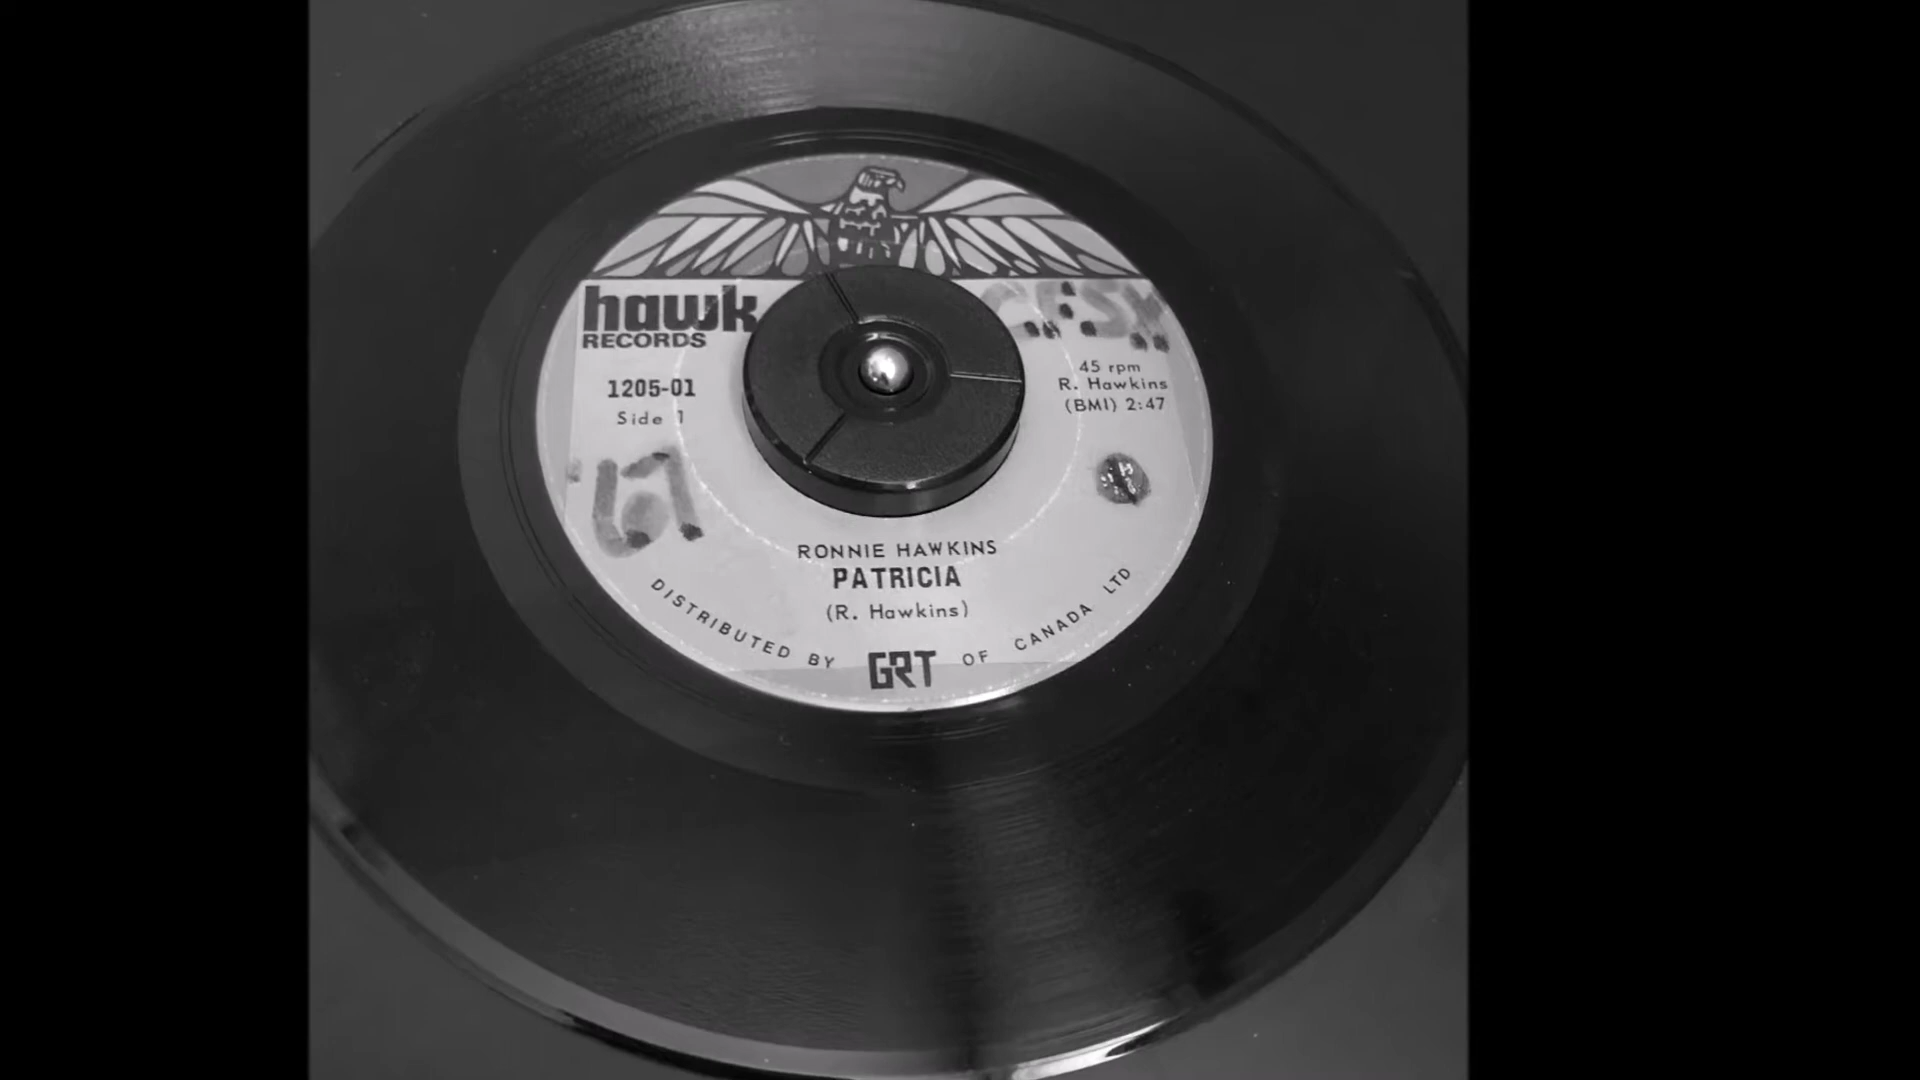 hawk
RECORDS
1205-01
Side 1
45 rpm
R. Hawkins
(BMI) 2:47
RONNIE HAWKINS
PATRICIA
(R. Hawkins)
DISTRIBUTED BY GRT OF CANADA LTD